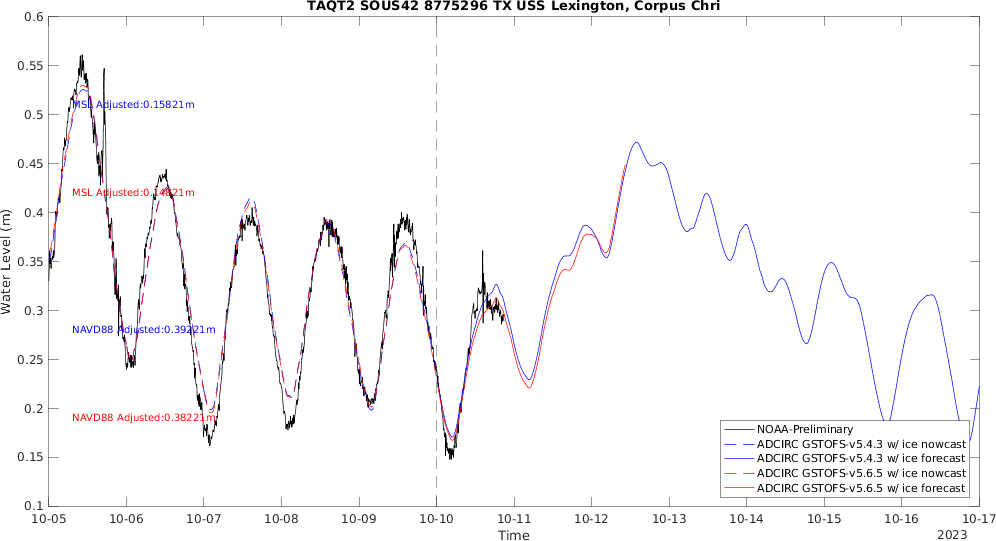 TAQT2 SOUS42 8775296 TX USS Lexington, Corpus Chri
0.6
0.55
0.5
0.45
0.4
0.35
0.3
0.25
0.2
0.15
0.1
Water Level (m)
MSL Adjusted:0.15821m
MSL Adjusted:0.14821m
NAVD88 Adjusted:0.39221m
NAVD88 Adjusted:0.38221m
NOAA-Preliminary
ADCIRC GSTOFS-v5.4.3 w/ ice nowcast
ADCIRC GSTOFS-v5.4.3 w/ ice forecast
ADCIRC GSTOFS-v5.6.5 w/ ice nowcast
ADCIRC GSTOFS-v5.6.5 w/ ice forecast
10-05 10-06 10-07 10-08 10-09 10-10 10-11 10-12 10-13 10-14 10-15 10-16 10-17
Time
2023